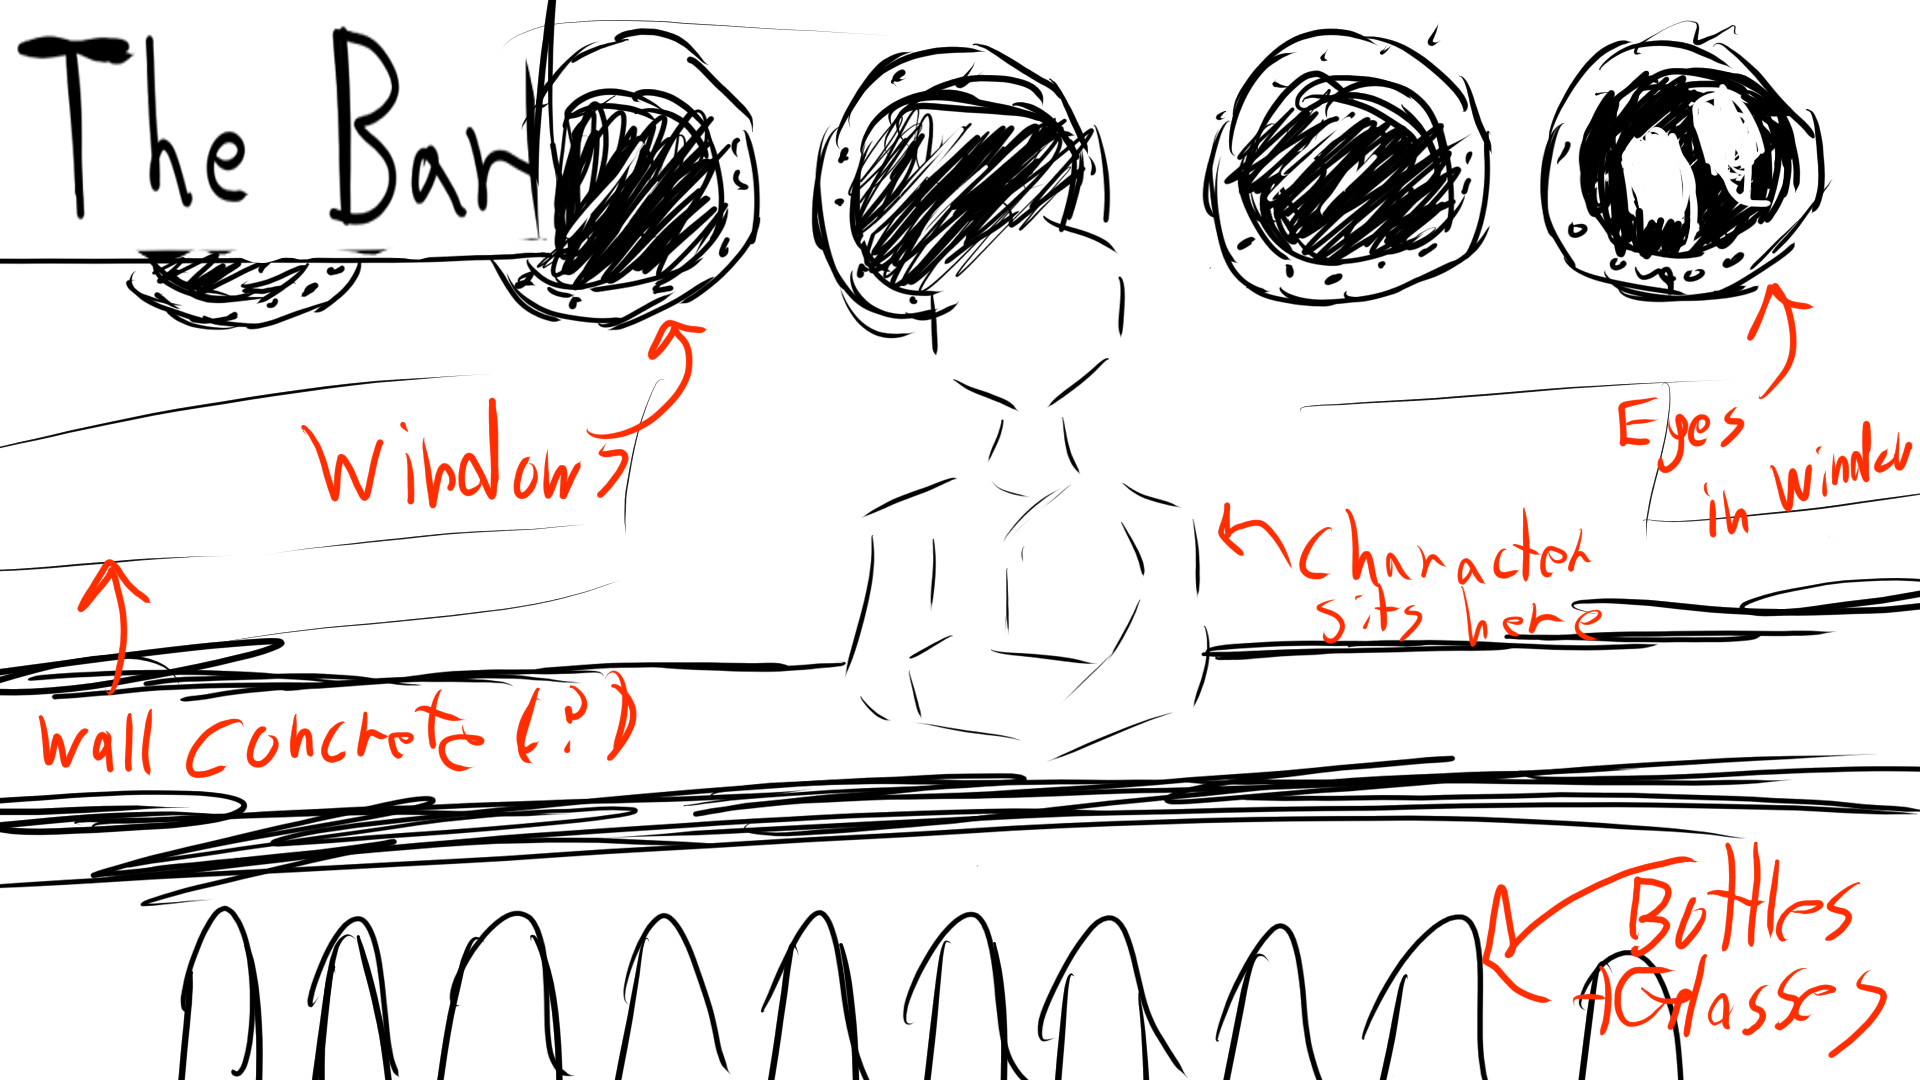 The Bar
Windows
Eyes
in Window
Character
sits here
Wall Concrete (?)
Bottles
+Glasses